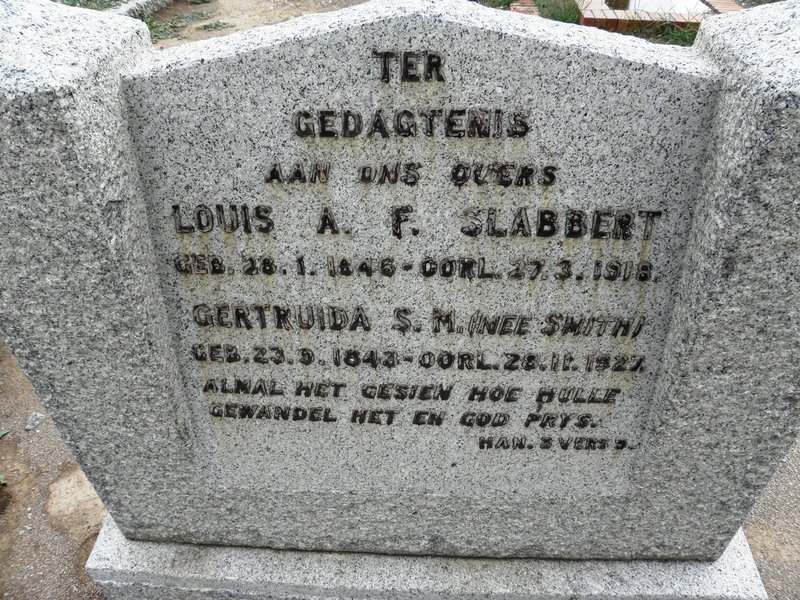 TER
GEDAGTENIS
AAN ONS OUERS
LOUIS A. F. SLABBERT
GEB. 28. 1. 1846 - OORL. 27. 3. 1918.
GERTRUIDA S. M. (NEE SMITH)
GEB. 23. 9. 1843 - OORL. 28. 11. 1927.
ALMAL HET GESIEN HOE HULLE
GEWANDEL HET EN GOD PRYS.
HAN. 3 VERS 9.